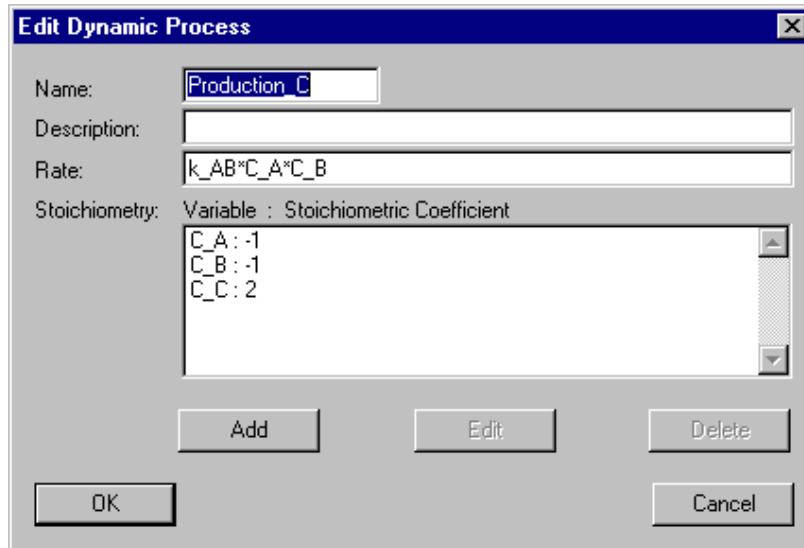 Edit Dynamic Process
Name: Production_C
Description:
Rate: k_AB*C_A*C_B
Stoichiometry: Variable : Stoichiometric Coefficient
C_A : -1
C_B : -1
C_C : 2
Add Edit Delete
OK Cancel